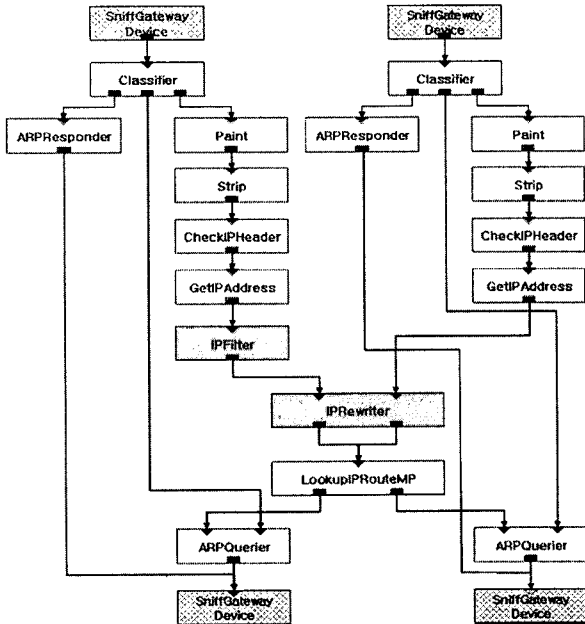 SniffGateway
Device
SniffGateway
Device
Classifier
Classifier
ARPResponder
Paint
ARPResponder
Paint
Strip
Strip
CheckIPHeader
CheckIPHeader
GetIPAddress
GetIPAddress
IPFilter
IPRewriter
LookupIPRouteMP
ARPQuerier
ARPQuerier
SniffGateway
Device
SniffGateway
Device